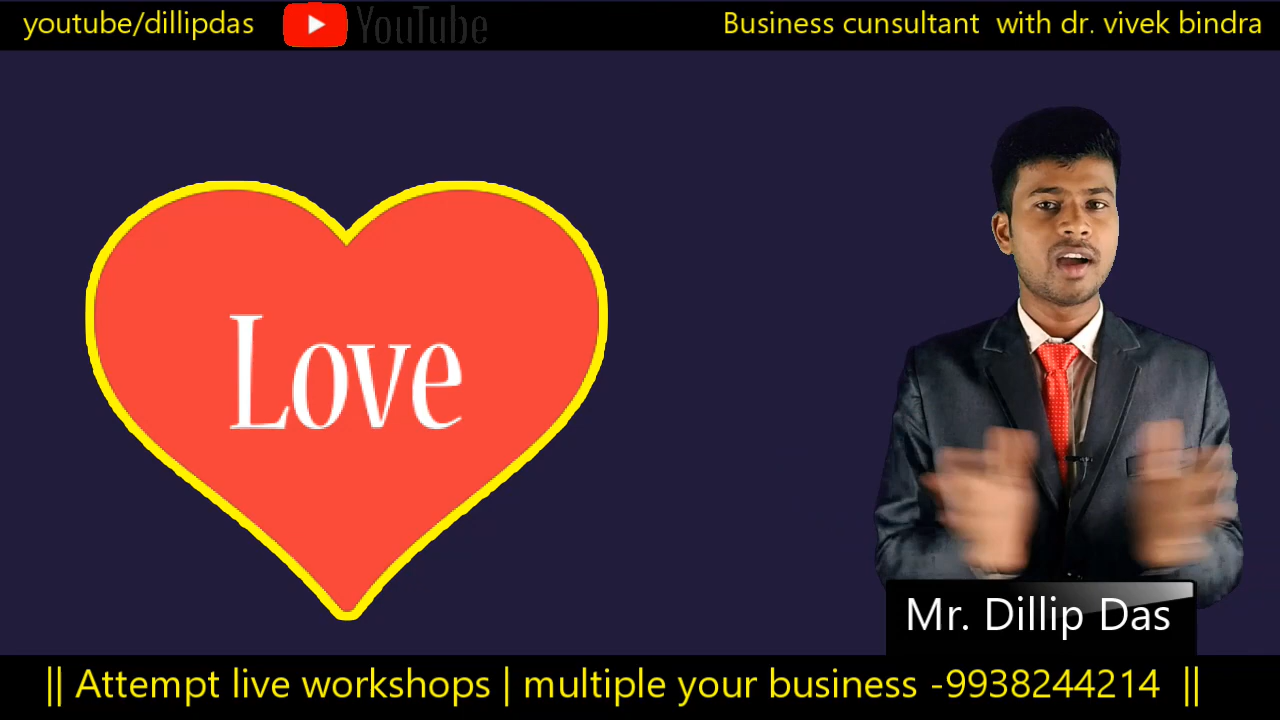 youtube/dillipdas
YouTube
Business cunsultant with dr. vivek bindra
Love
Mr. Dillip Das
|| Attempt live workshops | multiple your business -9938244214 ||